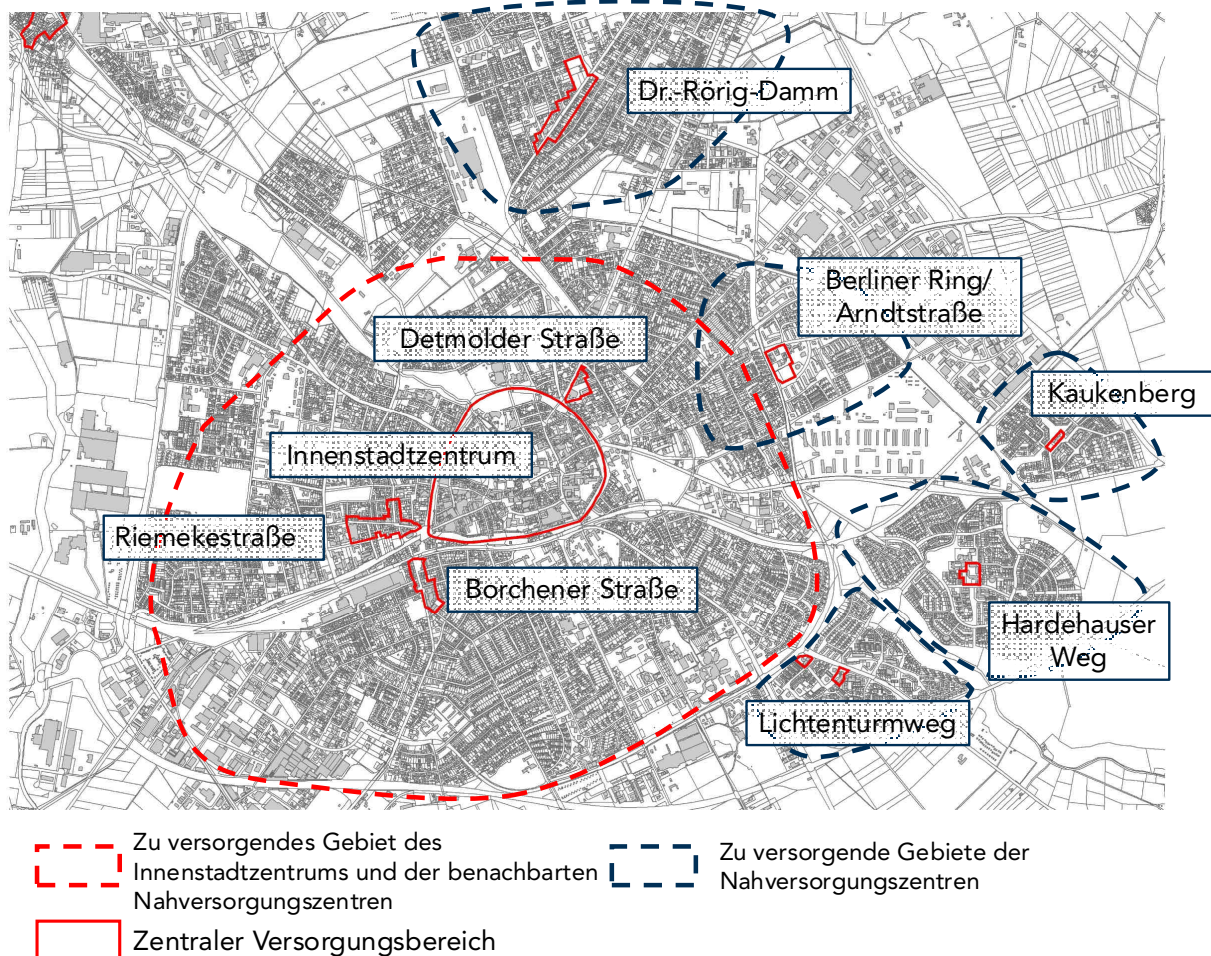 Dr.-Rörig-Damm
Berliner Ring/
Arndtstraße
Detmolder Straße
Kaukenberg
Innenstadtzentrum
Riemekestraße
Borchener Straße
Hardehauser
Weg
Lichtenturmweg
Zu versorgendes Gebiet des
Innenstadtzentrums und der benachbarten
Nahversorgungszentren
Zu versorgende Gebiete der
Nahversorgungszentren
Zentraler Versorgungsbereich